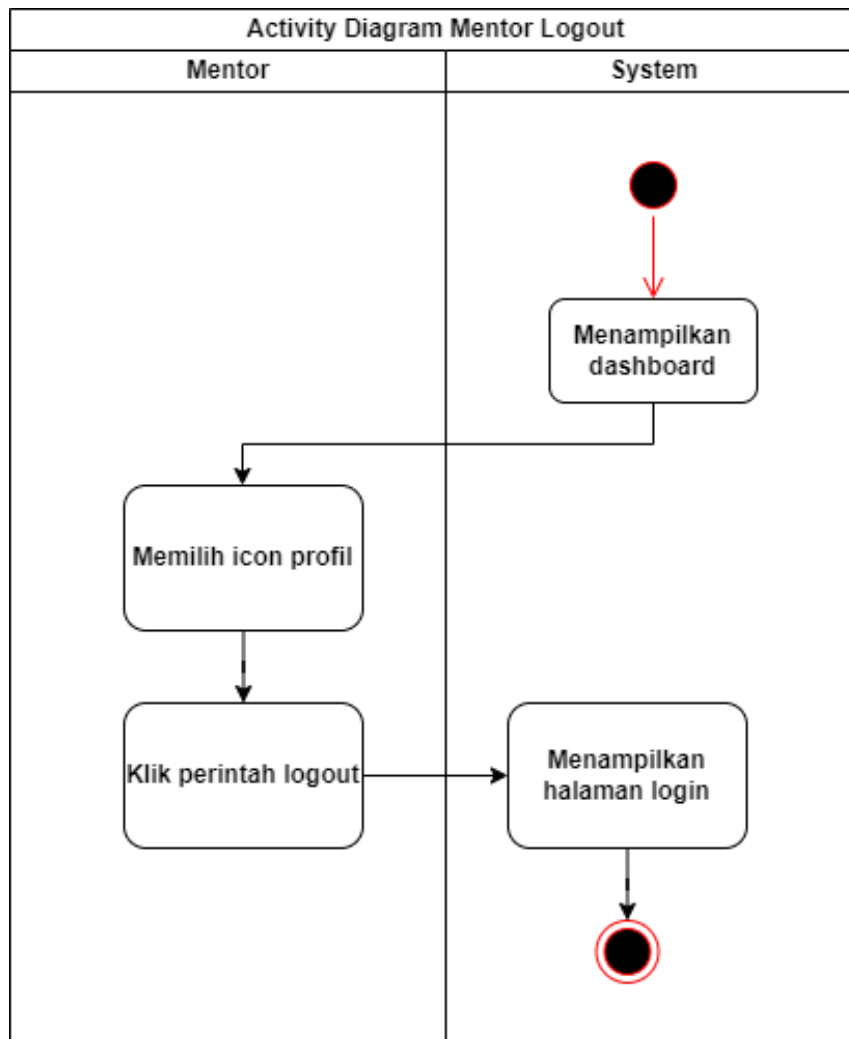 Activity Diagram Mentor Logout
Mentor
System
Menampilkan
dashboard
Memilih icon profil
Klik perintah logout
Menampilkan
halaman login